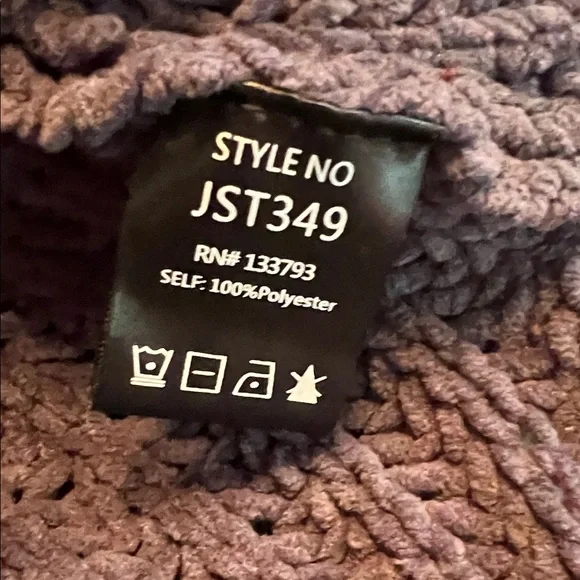 STYLE NO
JST349
RN# 133793
SELF: 100%Polyester